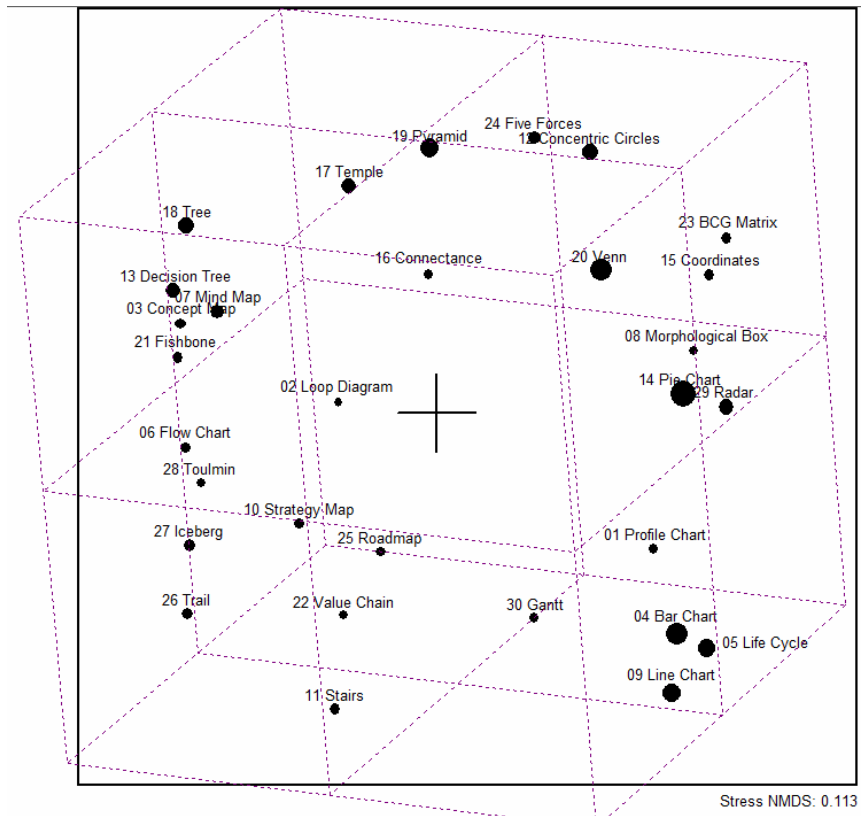 24 Five Forces
19 Pyramid
12 Concentric Circles
17 Temple
18 Tree
23 BCG Matrix
16 Connectance
20 Venn
15 Coordinates
13 Decision Tree
07 Mind Map
03 Concept Map
21 Fishbone
08 Morphological Box
02 Loop Diagram
14 Pie Chart
29 Radar
06 Flow Chart
28 Toulmin
10 Strategy Map
27 Iceberg
25 Roadmap
01 Profile Chart
26 Trail
22 Value Chain
30 Gantt
04 Bar Chart
05 Life Cycle
09 Line Chart
11 Stairs
Stress NMDS: 0.113